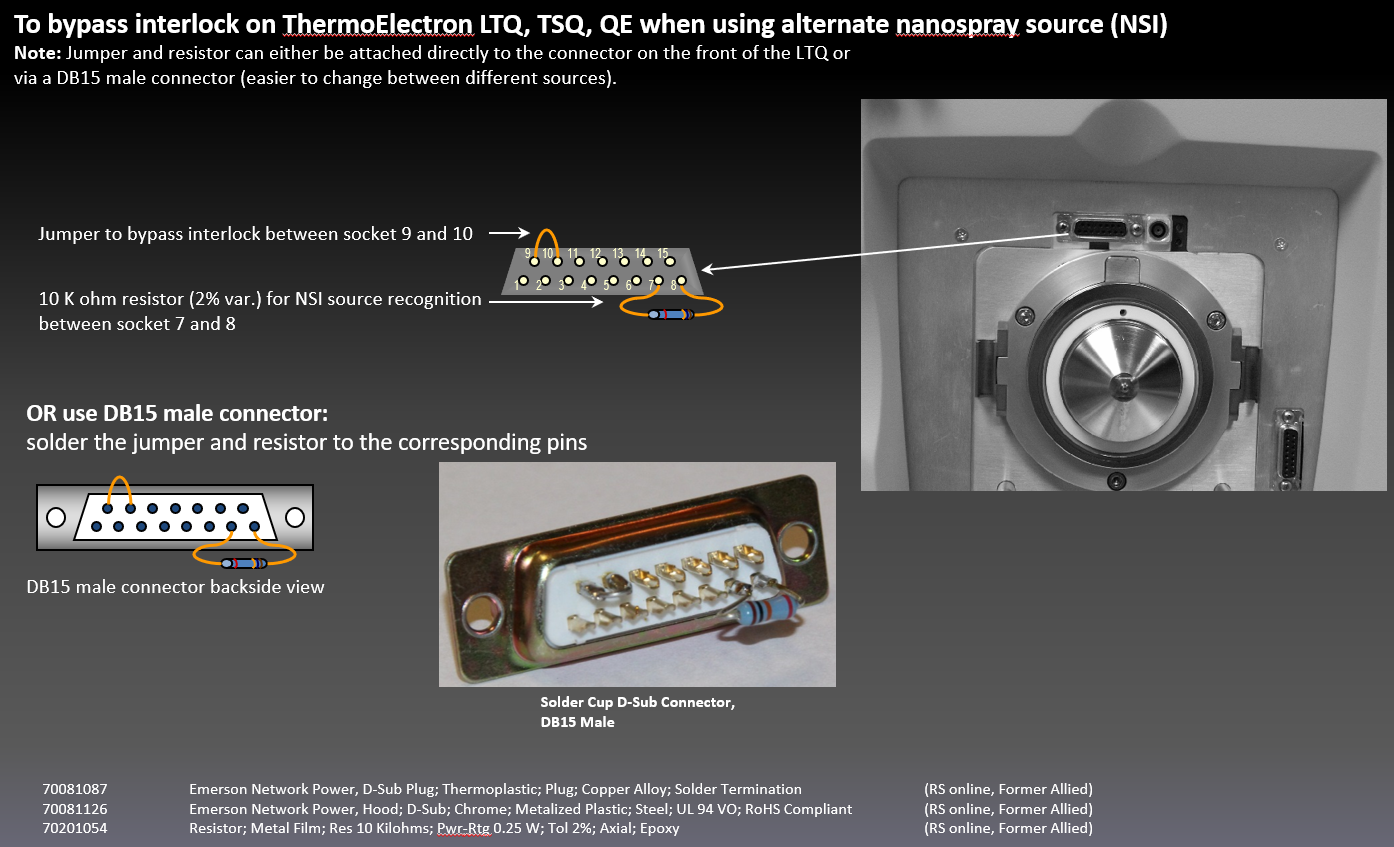 To bypass interlock on ThermoElectron LTQ, TSQ, QE when using alternate nanospray source (NSI)
Note: Jumper and resistor can either be attached directly to the connector on the front of the LTQ or
via a DB15 male connector (easier to change between different sources).
Jumper to bypass interlock between socket 9 and 10
9 10 11 12 13 14 15
1 2 3 4 5 6 7 8
10 K ohm resistor (2% var.) for NSI source recognition
between socket 7 and 8
OR use DB15 male connector:
solder the jumper and resistor to the corresponding pins
DB15 male connector backside view
Solder Cup D-Sub Connector,
DB15 Male
70081087 Emerson Network Power, D-Sub Plug; Thermoplastic; Plug; Copper Alloy; Solder Termination (RS online, Former Allied)
70081126 Emerson Network Power, Hood; D-Sub; Chrome; Metalized Plastic; Steel; UL 94 VO; RoHS Compliant (RS online, Former Allied)
70201054 Resistor; Metal Film; Res 10 Kilohms; Pwr-Rtg 0.25 W; Tol 2%; Axial; Epoxy (RS online, Former Allied)